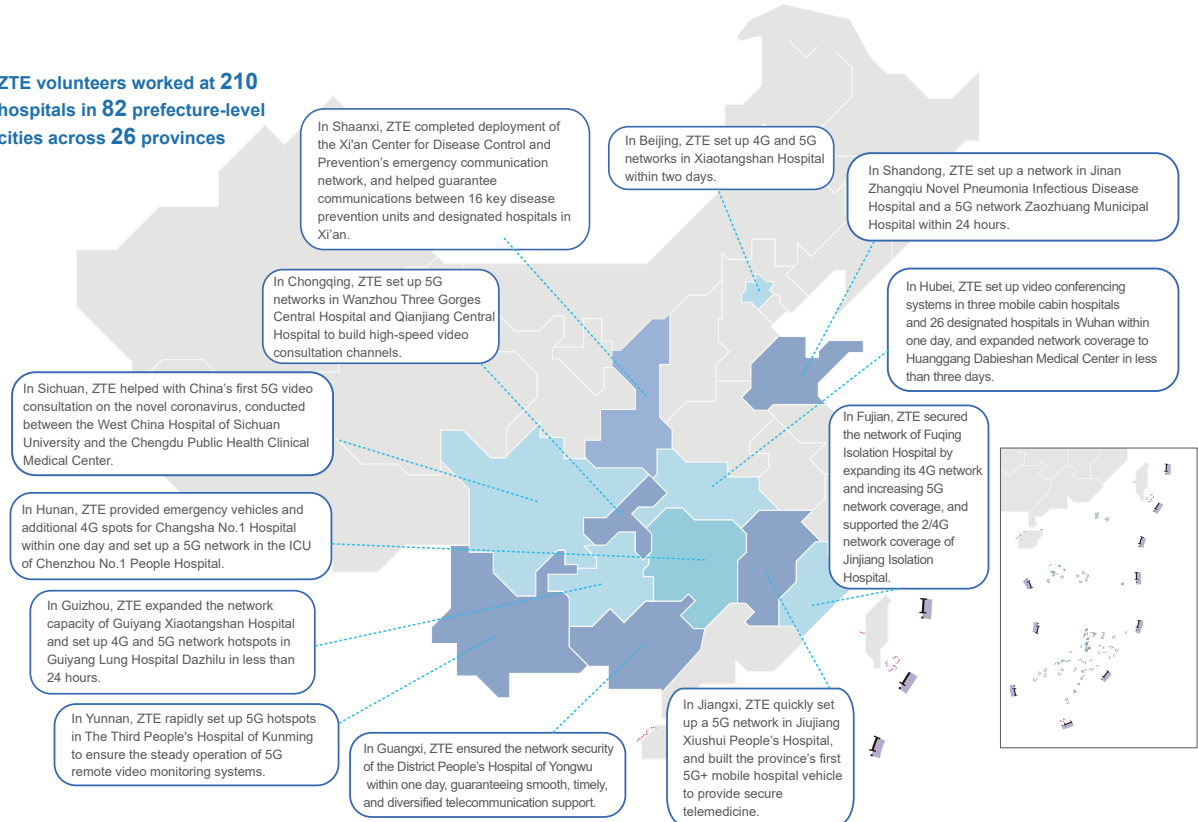 ZTE volunteers worked at 210
hospitals in 82 prefecture-level
cities across 26 provinces
In Shaanxi, ZTE completed deployment of
the Xi'an Center for Disease Control and
Prevention's emergency communication
network, and helped guarantee
communications between 16 key disease
prevention units and designated hospitals in
Xi'an.
In Beijing, ZTE set up 4G and 5G
networks in Xiaotangshan Hospital
within two days.
In Shandong, ZTE set up a network in Jinan
Zhangqiu Novel Pneumonia Infectious Disease
Hospital and a 5G network Zaozhuang Municipal
Hospital within 24 hours.
In Chongqing, ZTE set up 5G
networks in Wanzhou Three Gorges
Central Hospital and Qianjiang Central
Hospital to build high-speed video
consultation channels.
In Hubei, ZTE set up video conferencing
systems in three mobile cabin hospitals
and 26 designated hospitals in Wuhan within
one day, and expanded network coverage to
Huanggang Dabieshan Medical Center in less
than three days.
In Sichuan, ZTE helped with China's first 5G video
consultation on the novel coronavirus, conducted
between the West China Hospital of Sichuan
University and the Chengdu Public Health Clinical
Medical Center.
In Fujian, ZTE secured
the network of Fuqing
Isolation Hospital by
expanding its 4G network
and increasing 5G
network coverage, and
supported the 2/4G
network coverage of
Jinjiang Isolation
Hospital.
In Hunan, ZTE provided emergency vehicles and
additional 4G spots for Changsha No.1 Hospital
within one day and set up a 5G network in the ICU
of Chenzhou No.1 People Hospital.
In Guizhou, ZTE expanded the network
capacity of Guiyang Xiaotangshan Hospital
and set up 4G and 5G network hotspots in
Guiyang Lung Hospital Dazhilu in less than
24 hours.
In Yunnan, ZTE rapidly set up 5G hotspots
in The Third People's Hospital of Kunming
to ensure the steady operation of 5G
remote video monitoring systems.
In Guangxi, ZTE ensured the network security
of the District People's Hospital of Yongwu
within one day, guaranteeing smooth, timely,
and diversified telecommunication support.
In Jiangxi, ZTE quickly set
up a 5G network in Jiujiang
Xiushui People's Hospital,
and built the province's first
5G+ mobile hospital vehicle
to provide secure
telemedicine.